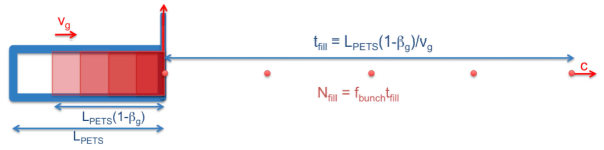 v_g
t_fill = L_PETS(1-β_g)/v_g
c
N_fill = f_bunch t_fill
L_PETS(1-β_g)
L_PETS